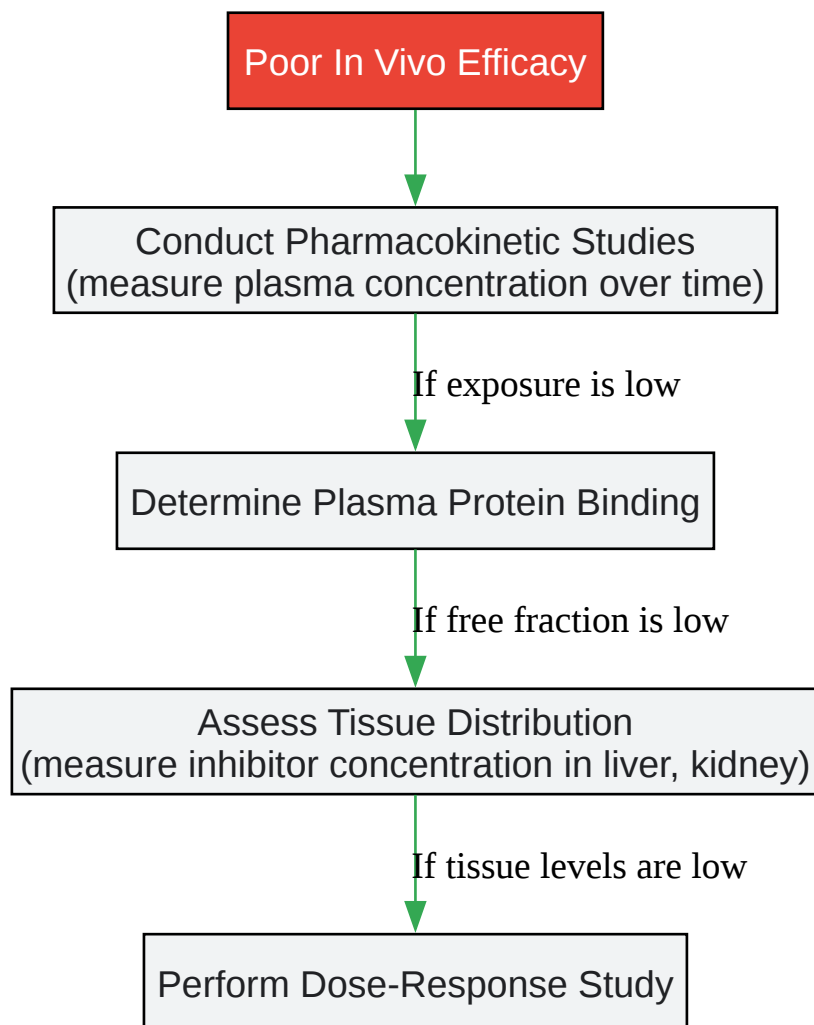 Poor In Vivo Efficacy
Conduct Pharmacokinetic Studies
(measure plasma concentration over time)
If exposure is low
Determine Plasma Protein Binding
If free fraction is low
Assess Tissue Distribution
(measure inhibitor concentration in liver, kidney)
If tissue levels are low
Perform Dose-Response Study